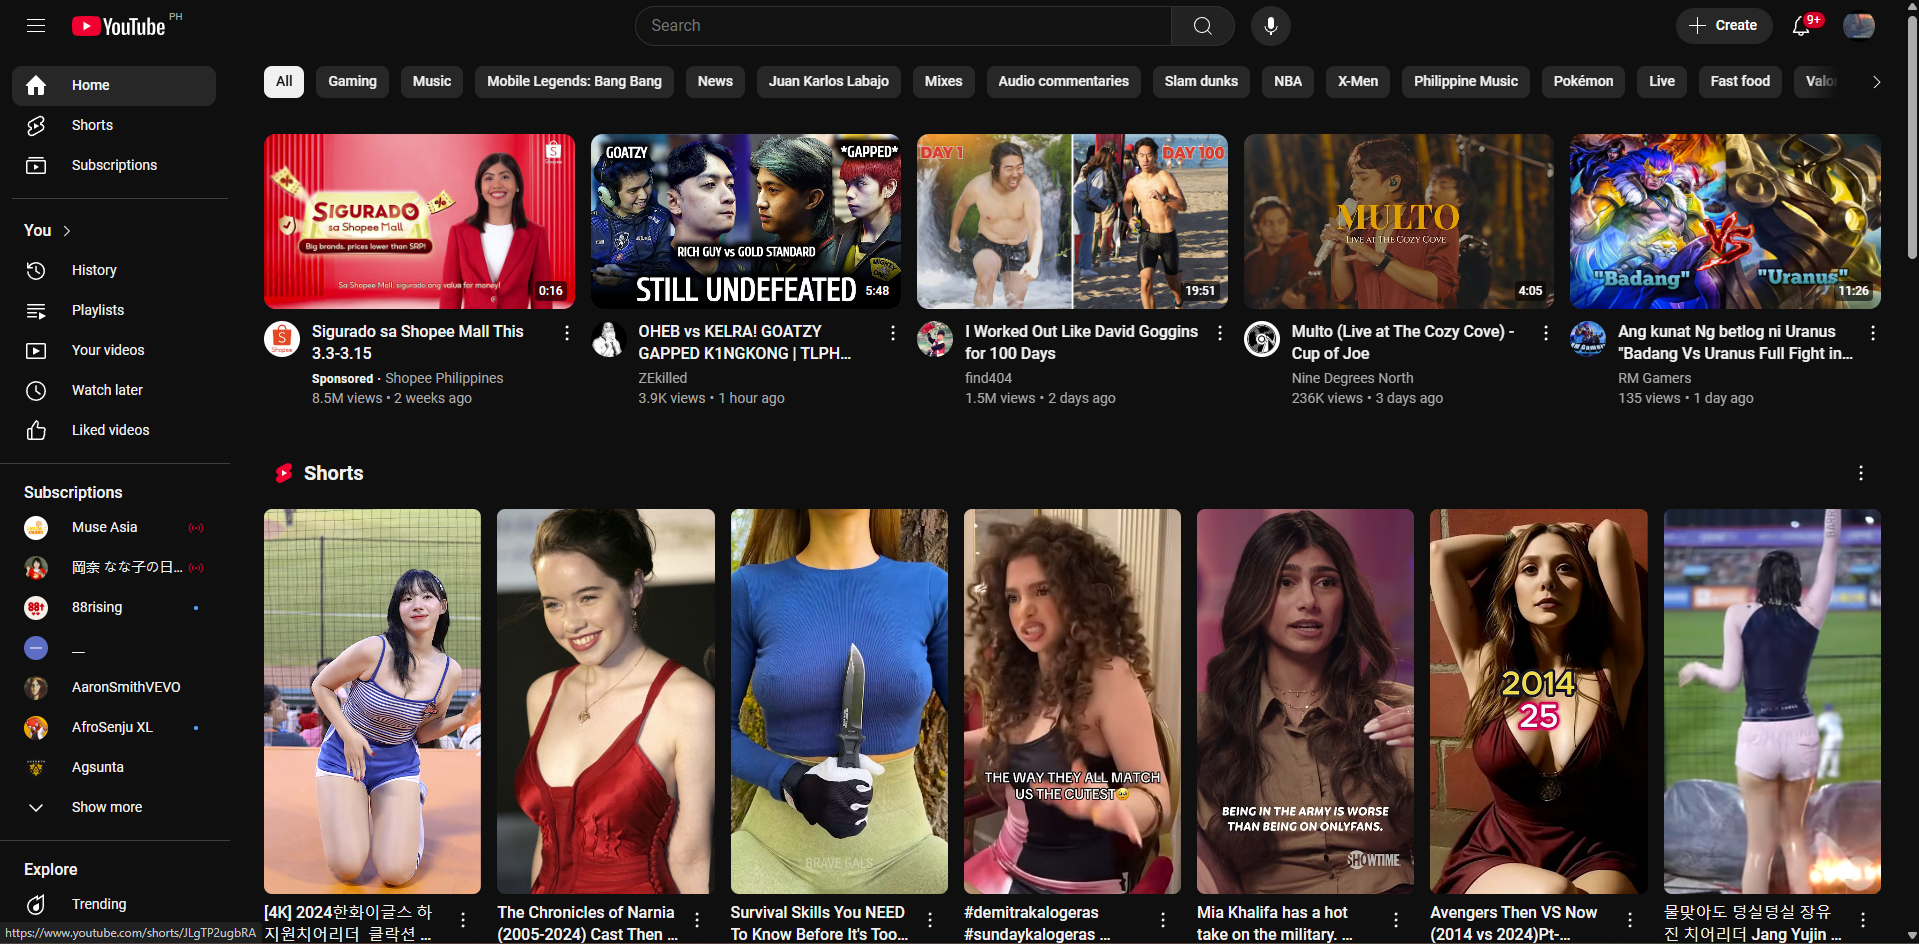 YouTube PH
Search
Create
9+
Home
Shorts
Subscriptions
You
History
Playlists
Your videos
Watch later
Liked videos
Subscriptions
Muse Asia
岡奈 なな子の日...
88rising
__
AaronSmithVEVO
AfroSenju XL
Agsunta
Show more
Explore
Trending
https://www.youtube.com/shorts/JLgTP2ugbRA
All
Gaming
Music
Mobile Legends: Bang Bang
News
Juan Karlos Labajo
Mixes
Audio commentaries
Slam dunks
NBA
X-Men
Philippine Music
Pokémon
Live
Fast food
Valor
Shopee
SIGURADO
sa Shopee Mall
Big brands, prices lower than SRP!
Sa Shopee Mall, sigurado ang value for money!
0:16
Shopee
Sigurado sa Shopee Mall This
3.3-3.15
Sponsored · Shopee Philippines
8.5M views • 2 weeks ago
GOATZY
*GAPPED*
RICH GUY vs GOLD STANDARD
STILL UNDEFEATED
5:48
OHEB vs KELRA! GOATZY
GAPPED K1NGKONG | TLPH...
ZEkilled
3.9K views • 1 hour ago
DAY 1
DAY 100
19:51
I Worked Out Like David Goggins
for 100 Days
find404
1.5M views • 2 days ago
MULTO
LIVE AT THE COZY COVE
4:05
Multo (Live at The Cozy Cove) -
Cup of Joe
Nine Degrees North
236K views • 3 days ago
VS
"Badang"
"Uranus"
11:26
Ang kunat Ng betlog ni Uranus
"Badang Vs Uranus Full Fight in...
RM Gamers
135 views • 1 day ago
Shorts
[4K] 2024한화이글스 하
지원치어리더 클락션 ...
The Chronicles of Narnia
(2005-2024) Cast Then ...
BRAVE GALS
Survival Skills You NEED
To Know Before It's Too...
THE WAY THEY ALL MATCH
US THE CUTEST
#demitrakalogeras
#sundaykalogeras ...
BEING IN THE ARMY IS WORSE
THAN BEING ON ONLYFANS.
SHOWTIME
Mia Khalifa has a hot
take on the military. ...
2014
25
Avengers Then VS Now
(2014 vs 2024)Pt-...
물맞아도 덩실덩실 장유
진 치어리더 Jang Yujin ...